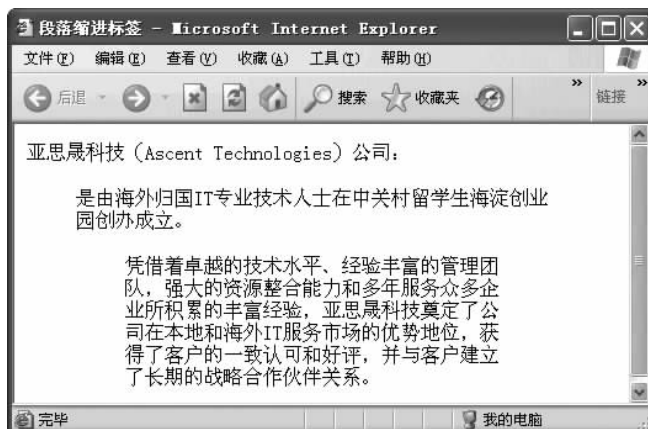 段落缩进标签 - Microsoft Internet Explorer
文件(F) 编辑(E) 查看(V) 收藏(A) 工具(T) 帮助(H)
后退 搜索 收藏夹 » 链接 »
亚思晟科技（Ascent Technologies）公司：
是由海外归国IT专业技术人士在中关村留学生海淀创业
园创办成立。
凭借着卓越的技术水平、经验丰富的管理团
队，强大的资源整合能力和多年服务众多企
业所积累的丰富经验，亚思晟科技奠定了公
司在本地和海外IT服务市场的优势地位，获
得了客户的一致认可和好评，并与客户建立
了长期的战略合作伙伴关系。
完毕 我的电脑